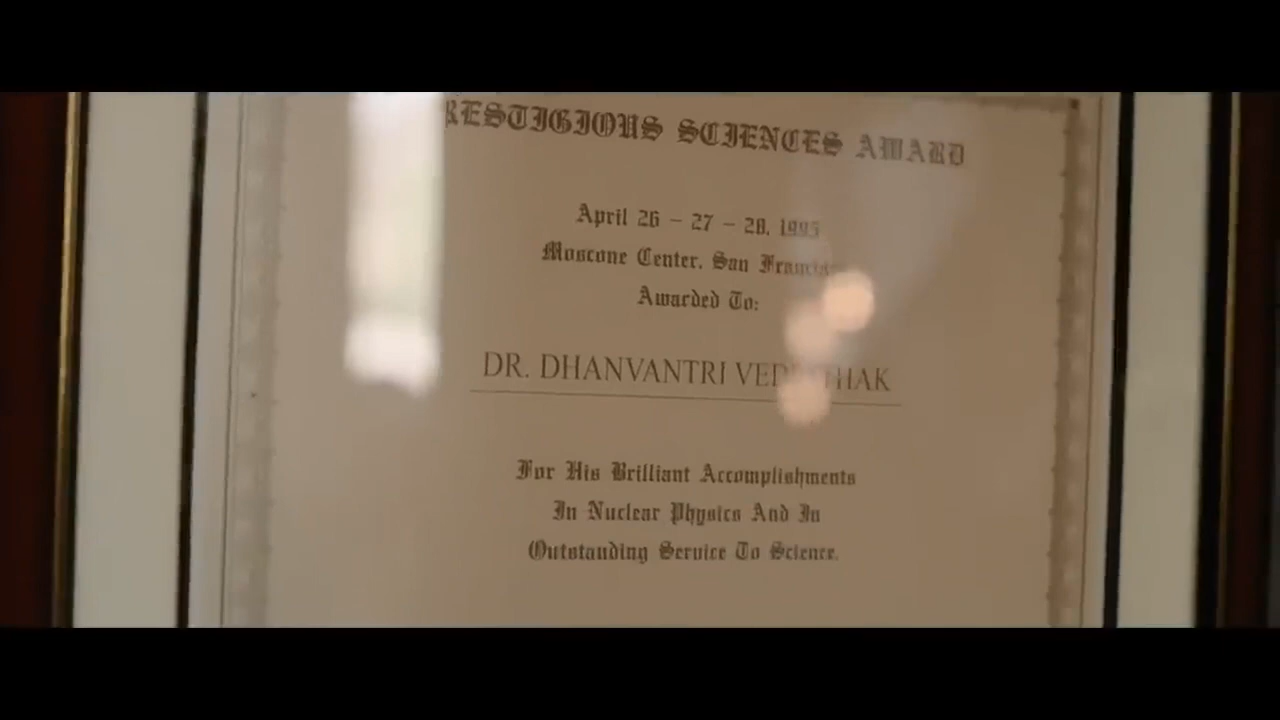 RESTIGIOUS SCIENCES AWARD
April 26 - 27 - 28, 1995
Moscone Center, San
Awarded To:
DR. DHANVANTRI
For His Brilliant Accomplishments
In Nuclear Physics And In
Outstanding Service To Science.